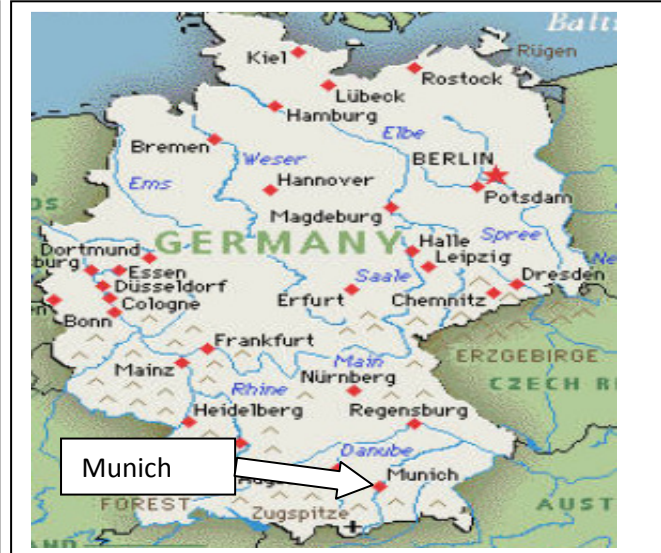 Balt
Rügen
Kiel
Rostock
Lübeck
Hamburg
Elbe
Bremen
Weser
BERLIN
Ems
Hannover
Potsdam
Magdeburg
Spree
Dortmund
GERMANY
Halle
Leipzig
burg
Essen
Düsseldorf
Saale
Dresden
Cologne
Erfurt
Chemnitz
Bonn
Frankfurt
Main
ERZGEBIRGE
Mainz
Nürnberg
CZECH R
Rhine
Heidelberg
Regensburg
Danube
Munich
Munich
FOREST
Zugspitze
AUST